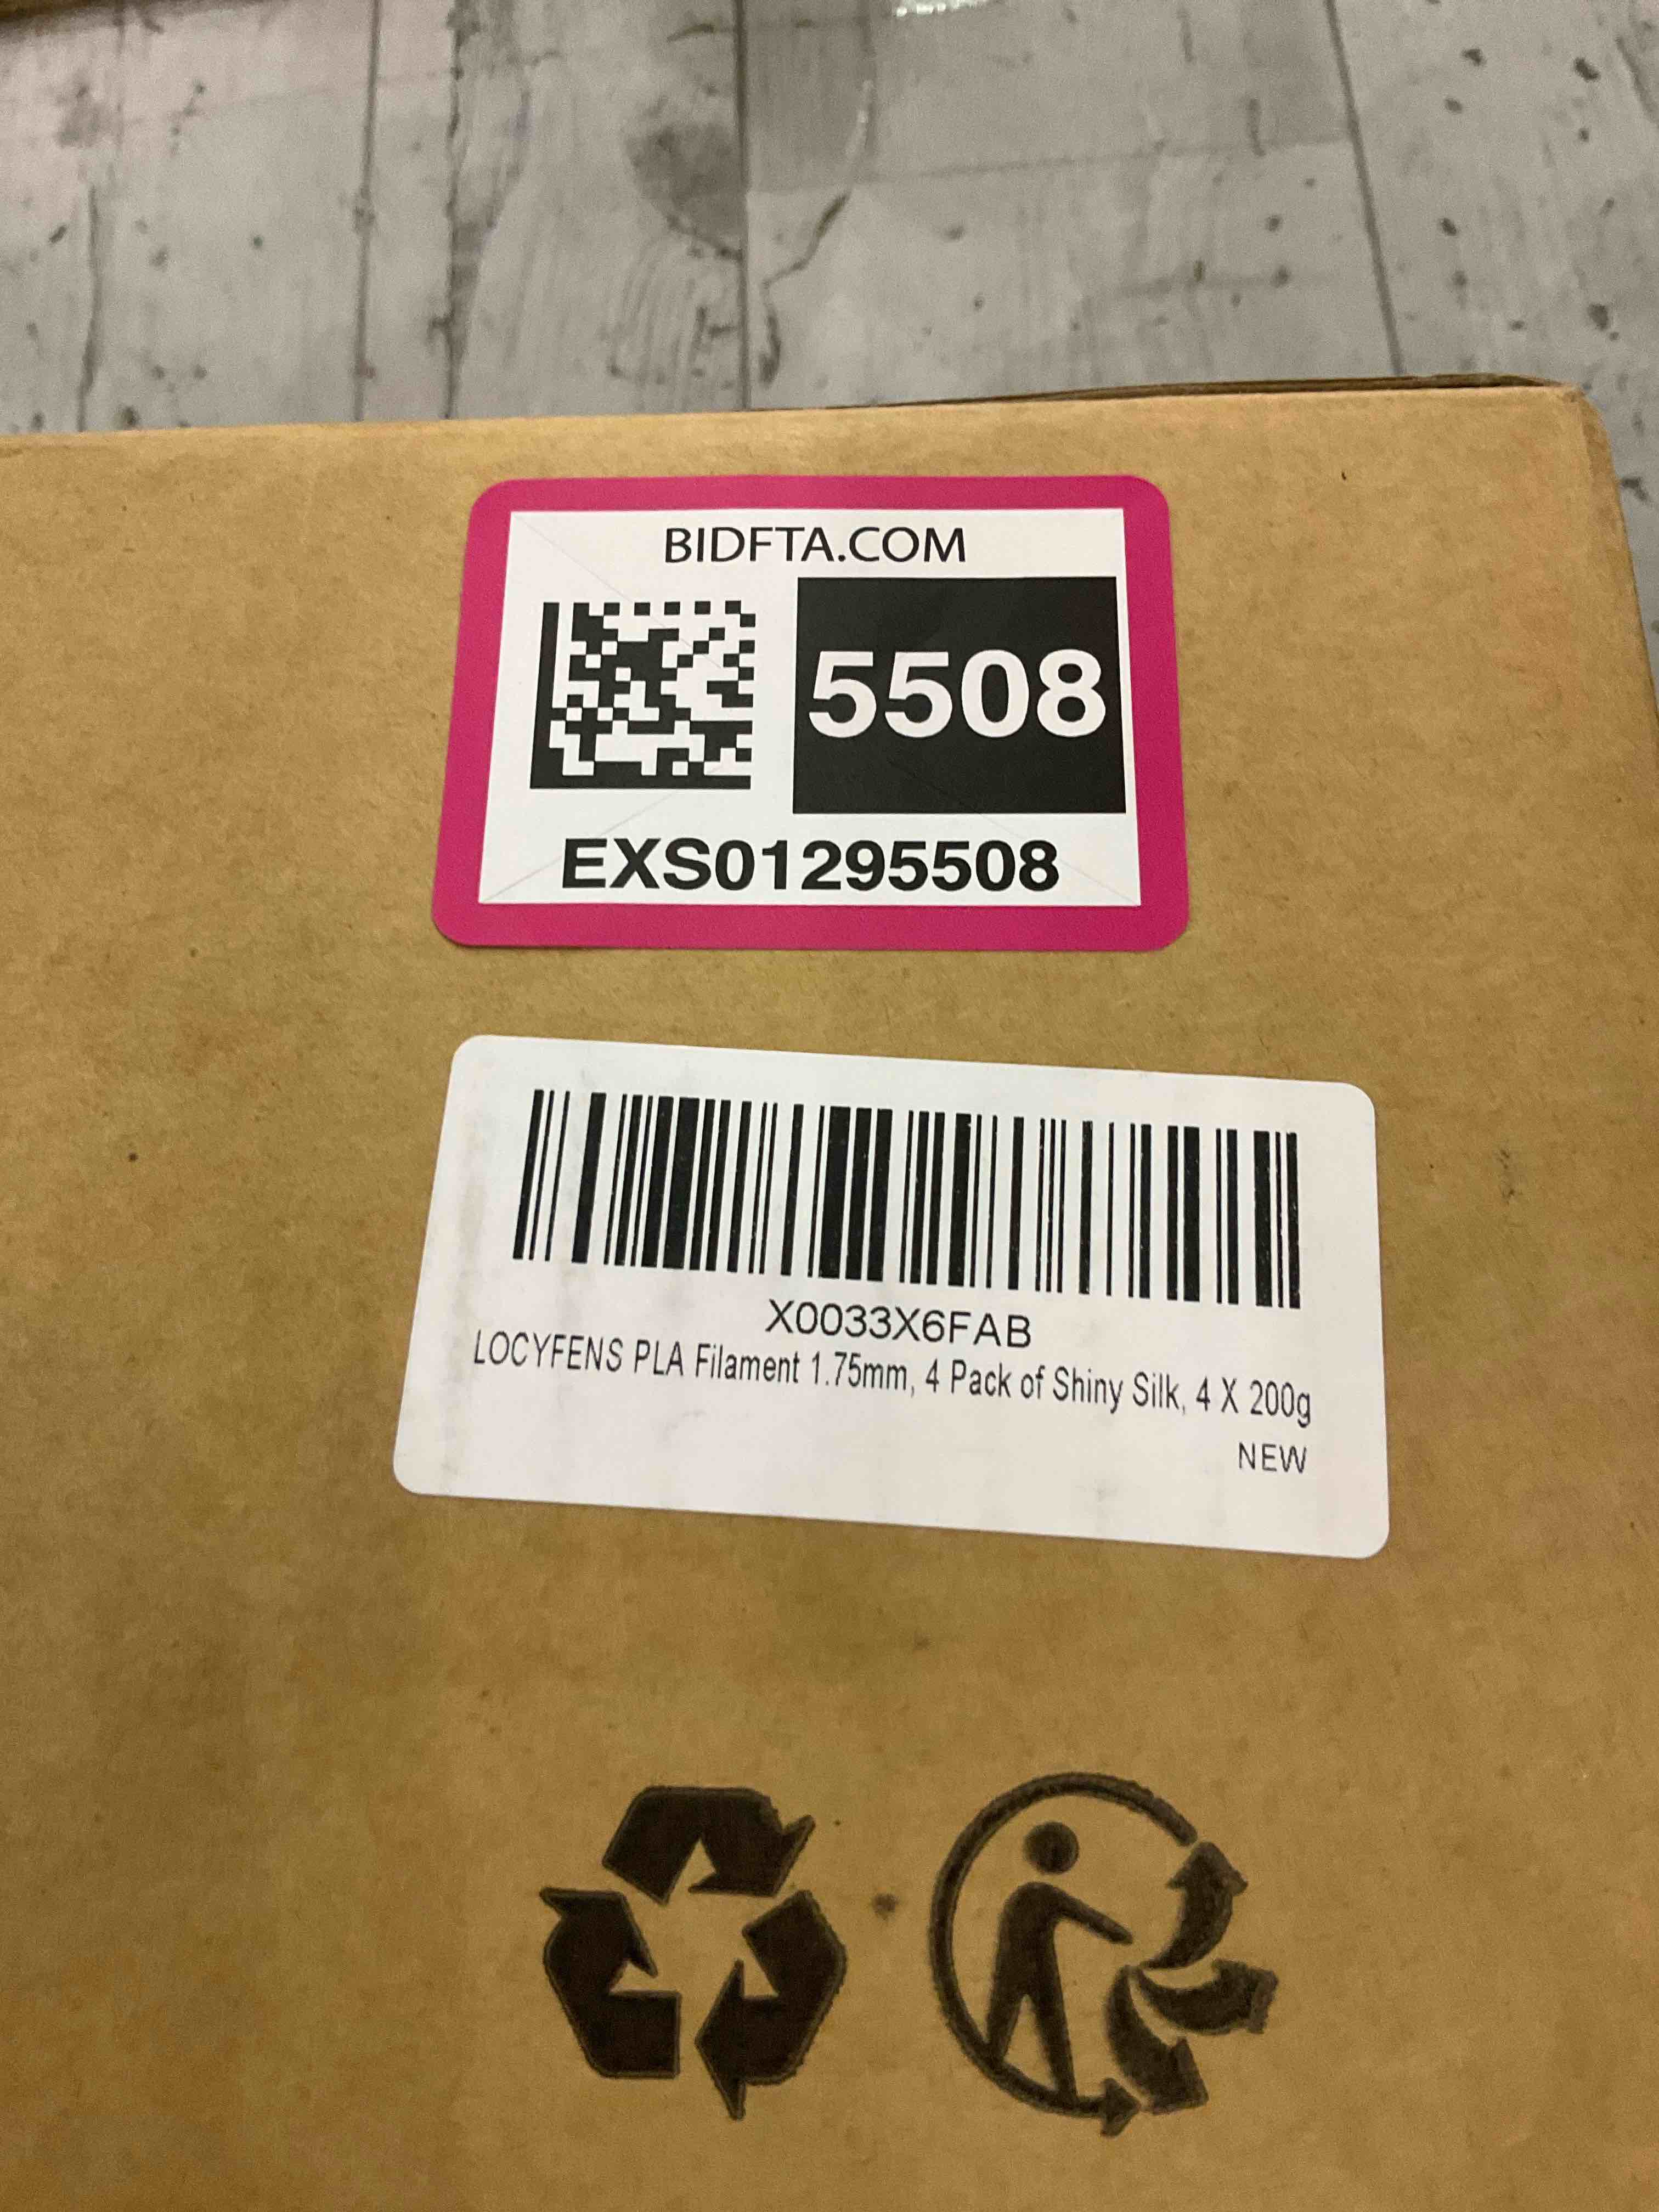 BIDFTA.COM
5508
EXS01295508
X0033X6FAB
LOCYFENS PLA Filament 1.75mm, 4 Pack of Shiny Silk, 4 X 200g
NEW